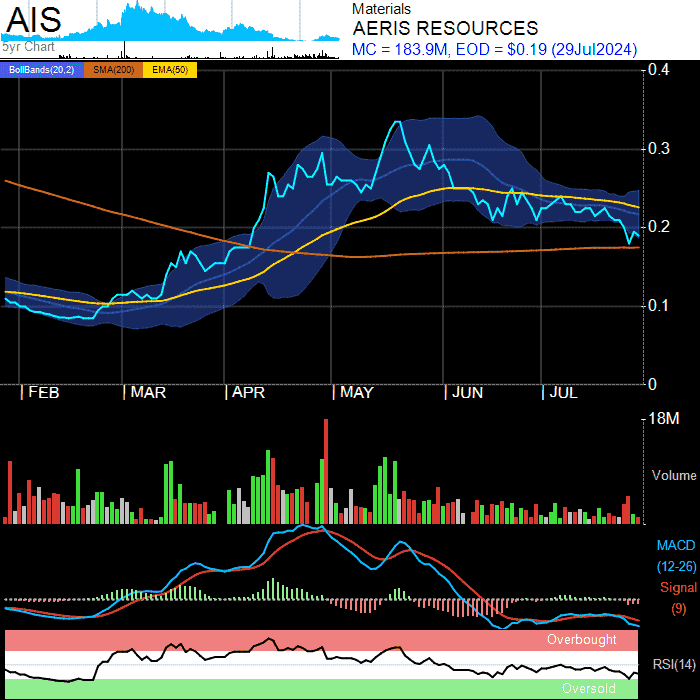 AIS
5yr Chart
Materials
AERIS RESOURCES
MC = 183.9M, EOD = $0.19 (29Jul2024)
BollBands(20,2) SMA(200) EMA(50)
0.4
0.3
0.2
0.1
0
FEB MAR APR MAY JUN JUL
18M
Volume
MACD
(12-26)
Signal
(9)
Overbought
RSI(14)
Oversold